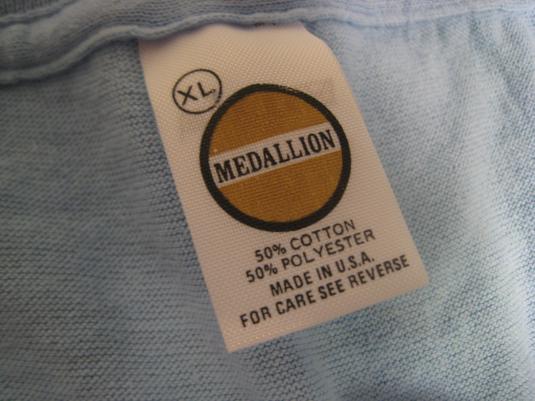 XL
MEDALLION
50% COTTON
50% POLYESTER
MADE IN U.S.A.
FOR CARE SEE REVERSE